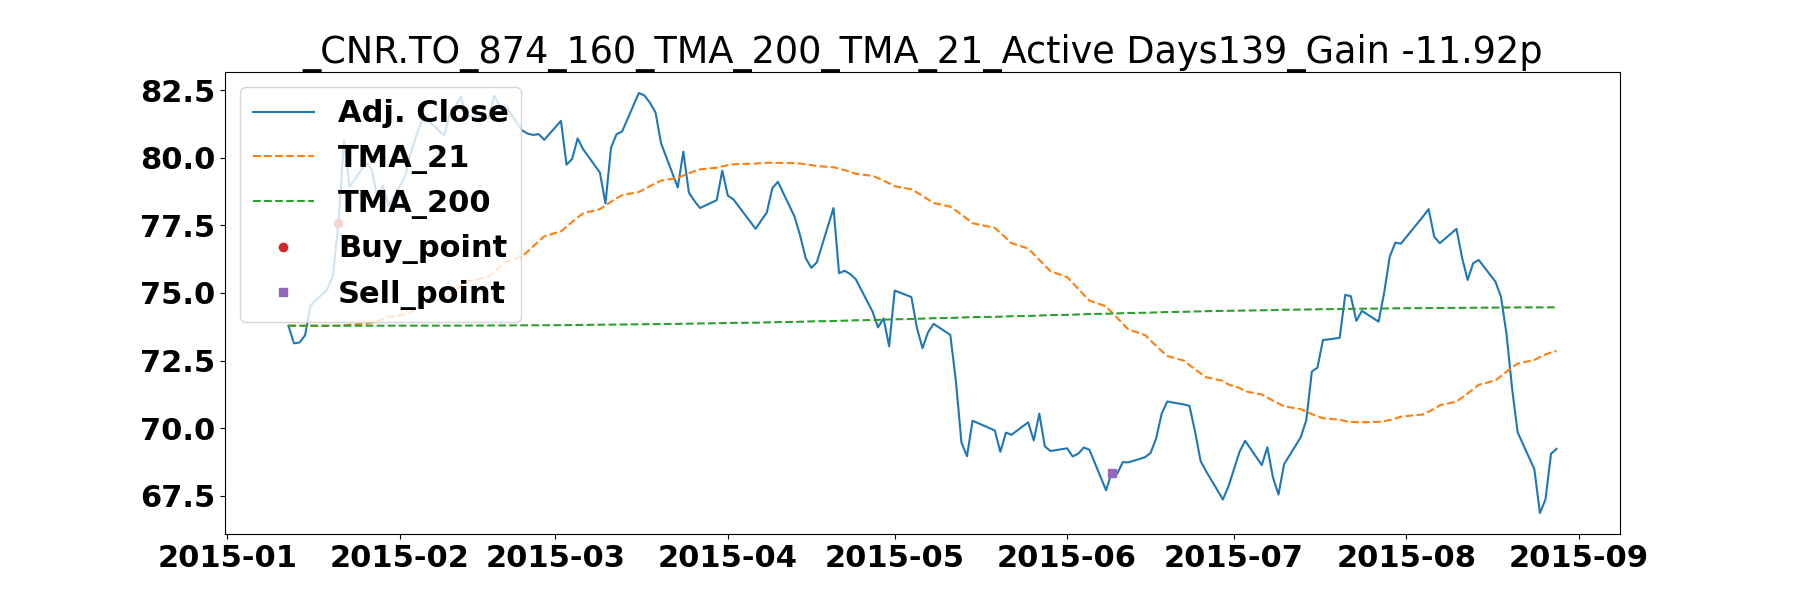 _CNR.TO_874_160_TMA_200_TMA_21_Active Days139_Gain -11.92p
82.5
80.0
77.5
75.0
72.5
70.0
67.5
Adj. Close
TMA_21
TMA_200
Buy_point
Sell_point
2015-01 2015-02 2015-03 2015-04 2015-05 2015-06 2015-07 2015-08 2015-09